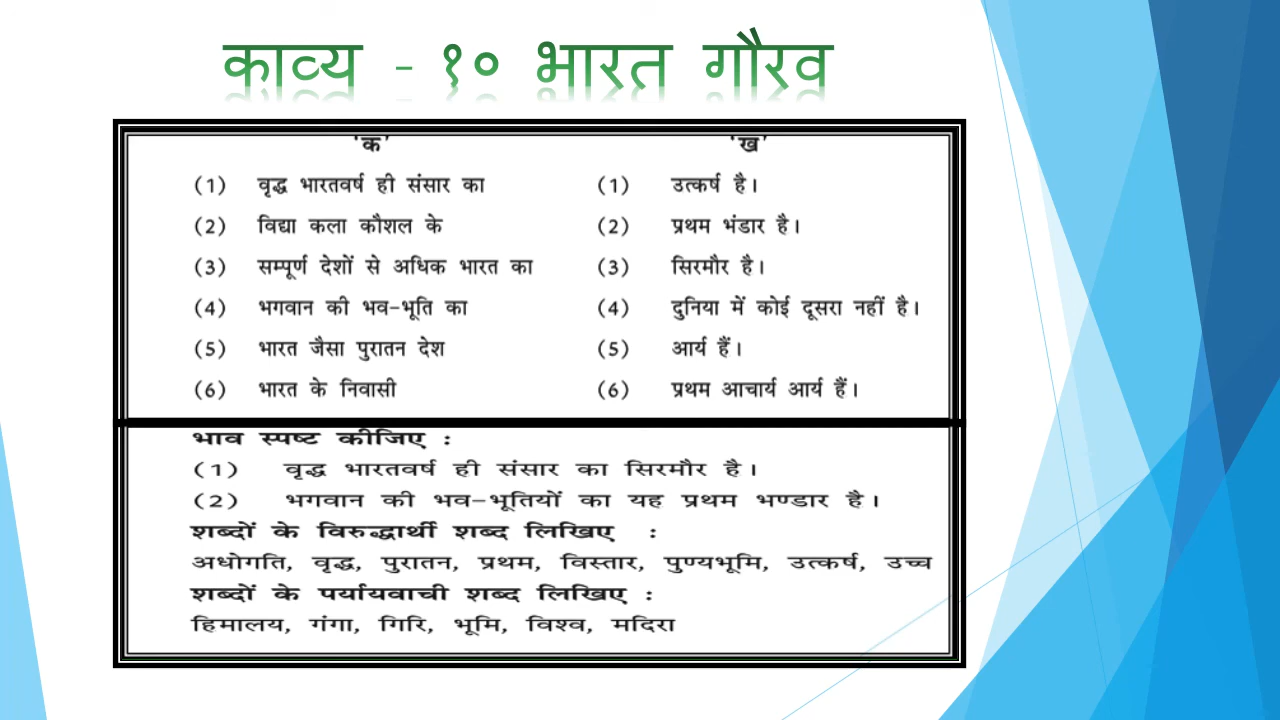 काव्य - १० भारत गौरव
'क' 'ख'
(1) वृद्ध भारतवर्ष ही संसार का (1) उत्कर्ष है।
(2) विद्या कला कौशल के (2) प्रथम भंडार है।
(3) सम्पूर्ण देशों से अधिक भारत का (3) सिरमौर है।
(4) भगवान की भव-भूति का (4) दुनिया में कोई दूसरा नहीं है।
(5) भारत जैसा पुरातन देश (5) आर्य हैं।
(6) भारत के निवासी (6) प्रथम आचार्य आर्य हैं।
भाव स्पष्ट कीजिए :
(1) वृद्ध भारतवर्ष ही संसार का सिरमौर है।
(2) भगवान की भव-भूतियों का यह प्रथम भण्डार है।
शब्दों के विरुद्धार्थी शब्द लिखिए :
अधोगति, वृद्ध, पुरातन, प्रथम, विस्तार, पुण्यभूमि, उत्कर्ष, उच्च
शब्दों के पर्यायवाची शब्द लिखिए :
हिमालय, गंगा, गिरि, भूमि, विश्व, मदिरा